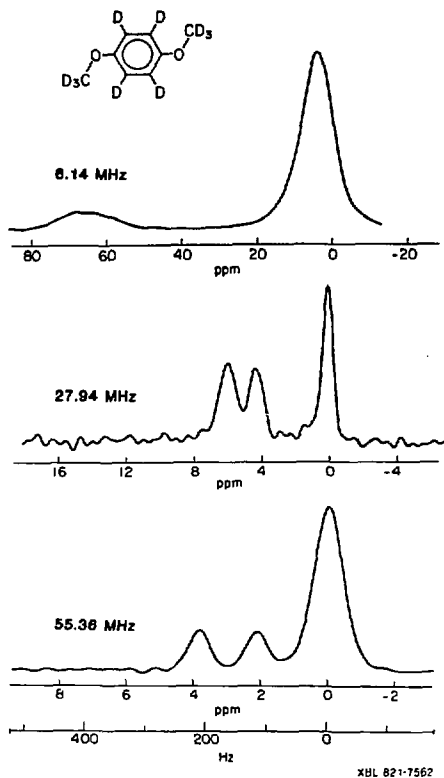 D D
CD₃
O
O
D₃C
D D
6.14 MHz
80 60 40 20 0 -20
ppm
27.94 MHz
16 12 8 4 0 -4
ppm
55.36 MHz
8 6 4 2 0 -2
ppm
400 200 0
Hz
XBL 821-7562